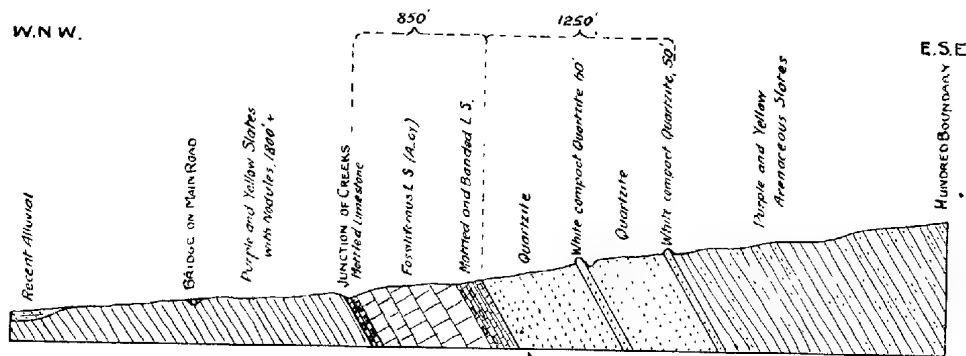 W.N.W.
850'
1250'
E.S.E
Recent Alluvial
BRIDGE ON MAIN ROAD
Purple and Yellow Slates
with Nodules, 1800' +
JUNCTION OF CREEKS
Mottled Limestone
Fossiliferous L S (A.cy)
Mottled and Banded L S.
Quartzite
White compact Quartzite 60'
Quartzite
White compact Quartzite, 50'
Purple and Yellow
Arenaceous Slates
HUNDRED BOUNDARY